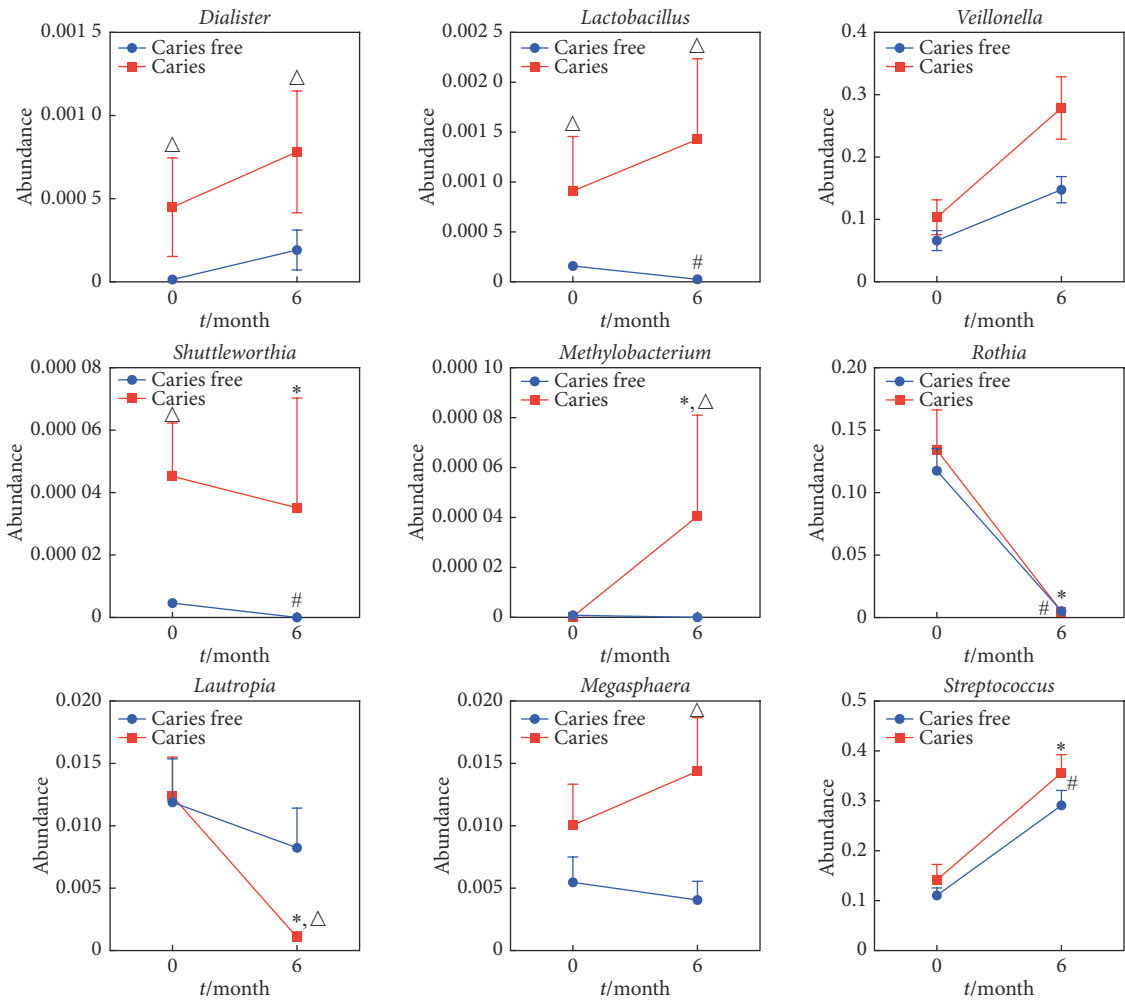 Dialister
0.001 5
Caries free
Caries
△
△
0.001 0
0.000 5
0
Abundance
0
6
t/month
Lactobacillus
0.002 5
Caries free
Caries
△
△
0.002 0
0.001 5
0.001 0
0.000 5
0
#
Abundance
0
6
t/month
Veillonella
0.4
Caries free
Caries
0.3
0.2
0.1
0
Abundance
0
6
t/month
Shuttleworthia
0.000 08
Caries free
Caries
*
△
0.000 06
0.000 04
0.000 02
0
#
Abundance
0
6
t/month
Methylobacterium
0.000 10
Caries free
Caries
*, △
0.000 08
0.000 06
0.000 04
0.000 02
0
Abundance
0
6
t/month
Rothia
0.20
Caries free
Caries
0.15
0.10
0.05
0
# *
Abundance
0
6
t/month
Lautropia
0.020
Caries free
Caries
0.015
0.010
0.005
0
*, △
Abundance
0
6
t/month
Megasphaera
0.020
Caries free
Caries
△
0.015
0.010
0.005
0
Abundance
0
6
t/month
Streptococcus
0.5
Caries free
Caries
*
#
0.4
0.3
0.2
0.1
0
Abundance
0
6
t/month